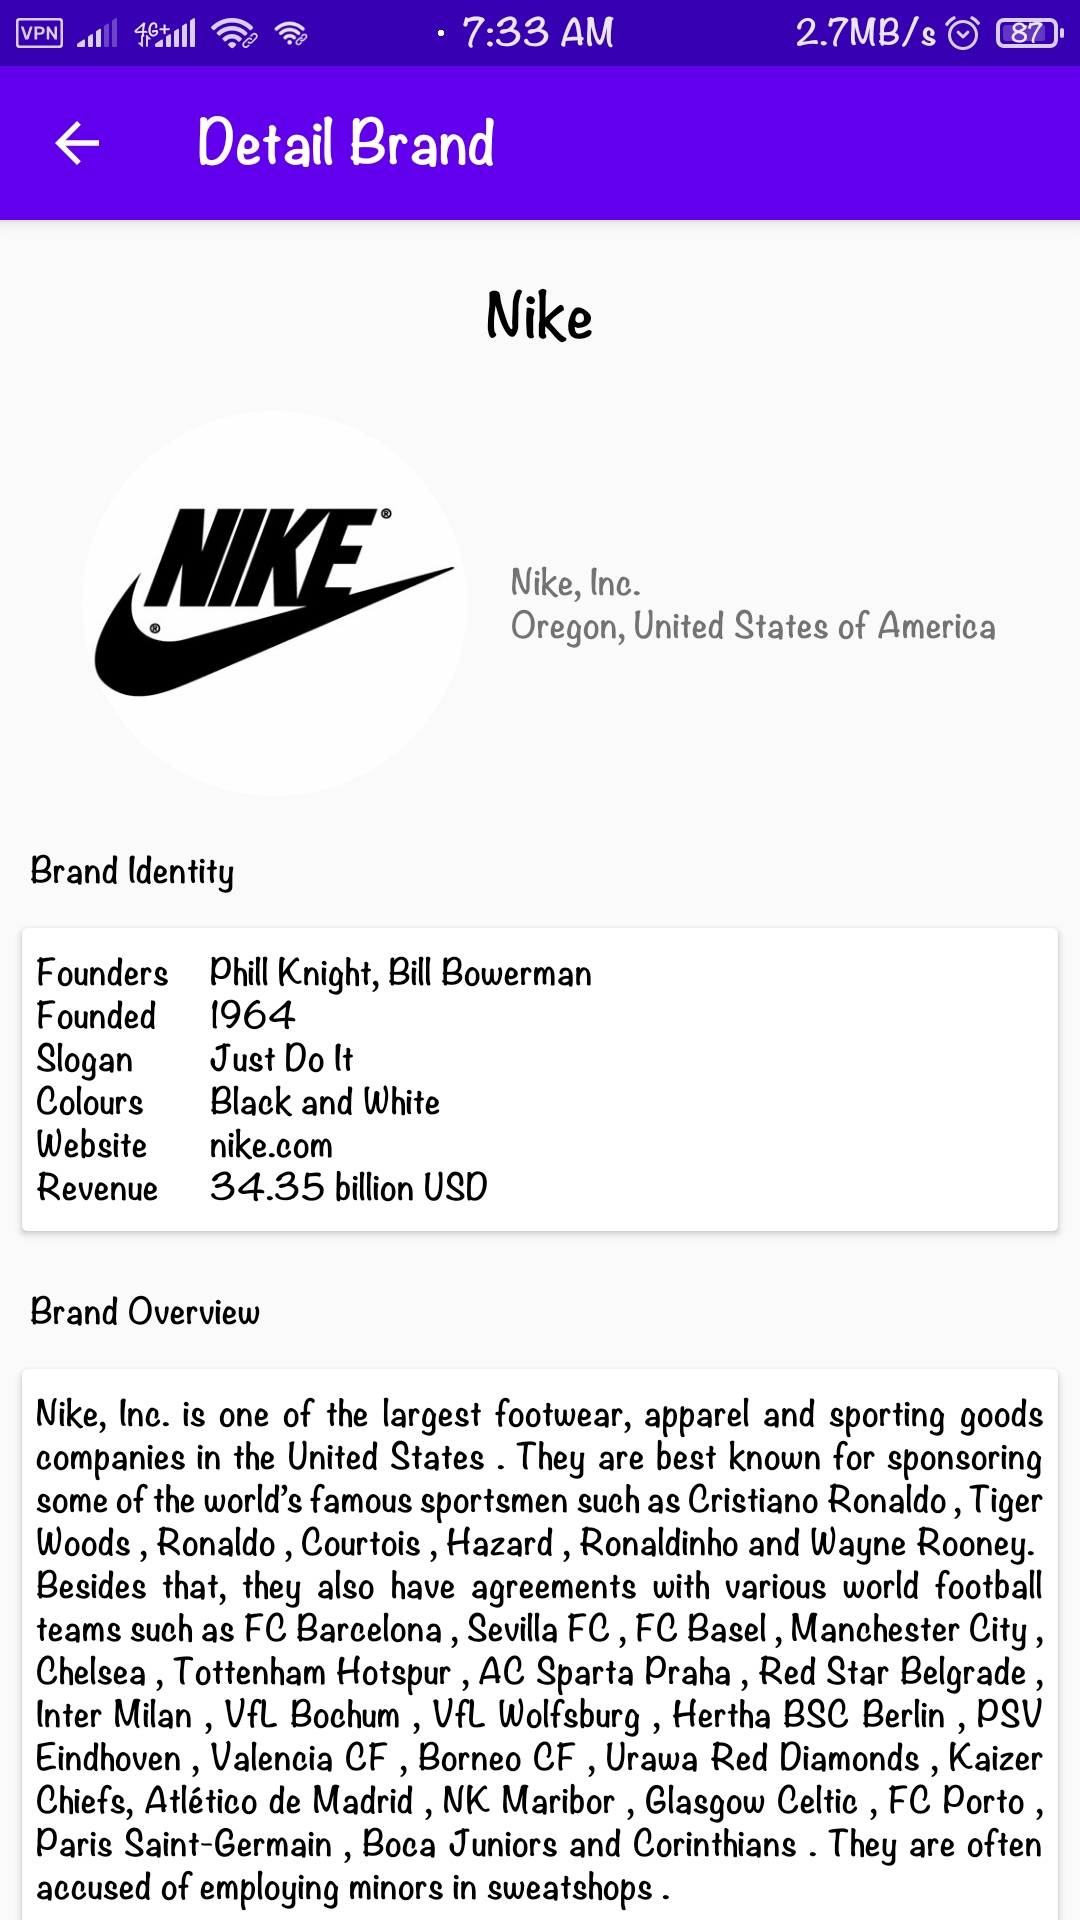 VPN 4G+ 7:33 AM 2.7MB/s 87
Detail Brand
Nike
NIKE®
®
Nike, Inc.
Oregon, United States of America
Brand Identity
Founders Phill Knight, Bill Bowerman
Founded 1964
Slogan Just Do It
Colours Black and White
Website nike.com
Revenue 34.35 billion USD
Brand Overview
Nike, Inc. is one of the largest footwear, apparel and sporting goods
companies in the United States . They are best known for sponsoring
some of the world’s famous sportsmen such as Cristiano Ronaldo , Tiger
Woods , Ronaldo , Courtois , Hazard , Ronaldinho and Wayne Rooney.
Besides that, they also have agreements with various world football
teams such as FC Barcelona , Sevilla FC , FC Basel , Manchester City ,
Chelsea , Tottenham Hotspur , AC Sparta Praha , Red Star Belgrade ,
Inter Milan , VfL Bochum , VfL Wolfsburg , Hertha BSC Berlin , PSV
Eindhoven , Valencia CF , Borneo CF , Urawa Red Diamonds , Kaizer
Chiefs, Atlético de Madrid , NK Maribor , Glasgow Celtic , FC Porto ,
Paris Saint-Germain , Boca Juniors and Corinthians . They are often
accused of employing minors in sweatshops .